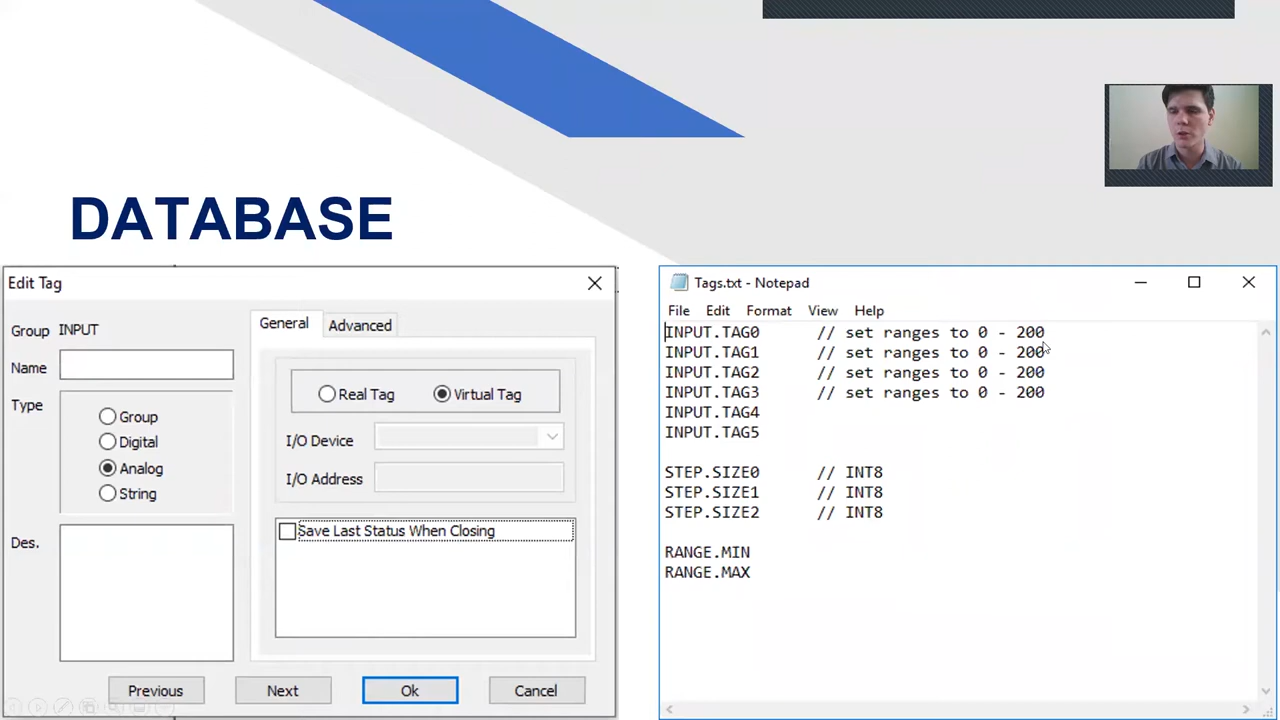 DATABASE
Edit Tag
Group INPUT
Name
Type
Group
Digital
Analog
String
Des.
General
Advanced
Real Tag
Virtual Tag
I/O Device
I/O Address
Save Last Status When Closing
Previous
Next
Ok
Cancel
Tags.txt - Notepad
File Edit Format View Help
INPUT.TAG0 // set ranges to 0 - 200
INPUT.TAG1 // set ranges to 0 - 200
INPUT.TAG2 // set ranges to 0 - 200
INPUT.TAG3 // set ranges to 0 - 200
INPUT.TAG4
INPUT.TAG5
STEP.SIZE0 // INT8
STEP.SIZE1 // INT8
STEP.SIZE2 // INT8
RANGE.MIN
RANGE.MAX